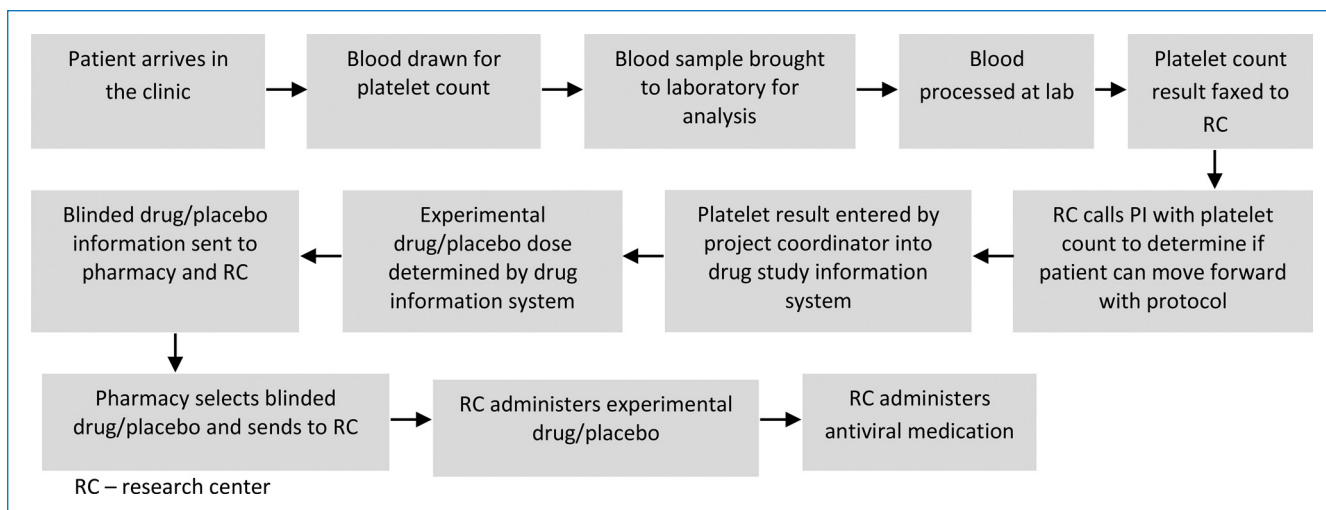 Patient arrives in
the clinic
Blood drawn for
platelet count
Blood sample brought
to laboratory for
analysis
Blood
processed at lab
Platelet count
result faxed to
RC
RC calls PI with platelet
count to determine if
patient can move forward
with protocol
Platelet result entered by
project coordinator into
drug study information
system
Experimental
drug/placebo dose
determined by drug
information system
Blinded drug/placebo
information sent to
pharmacy and RC
Pharmacy selects blinded
drug/placebo and sends to RC
RC administers experimental
drug/placebo
RC administers
antiviral medication
RC – research center